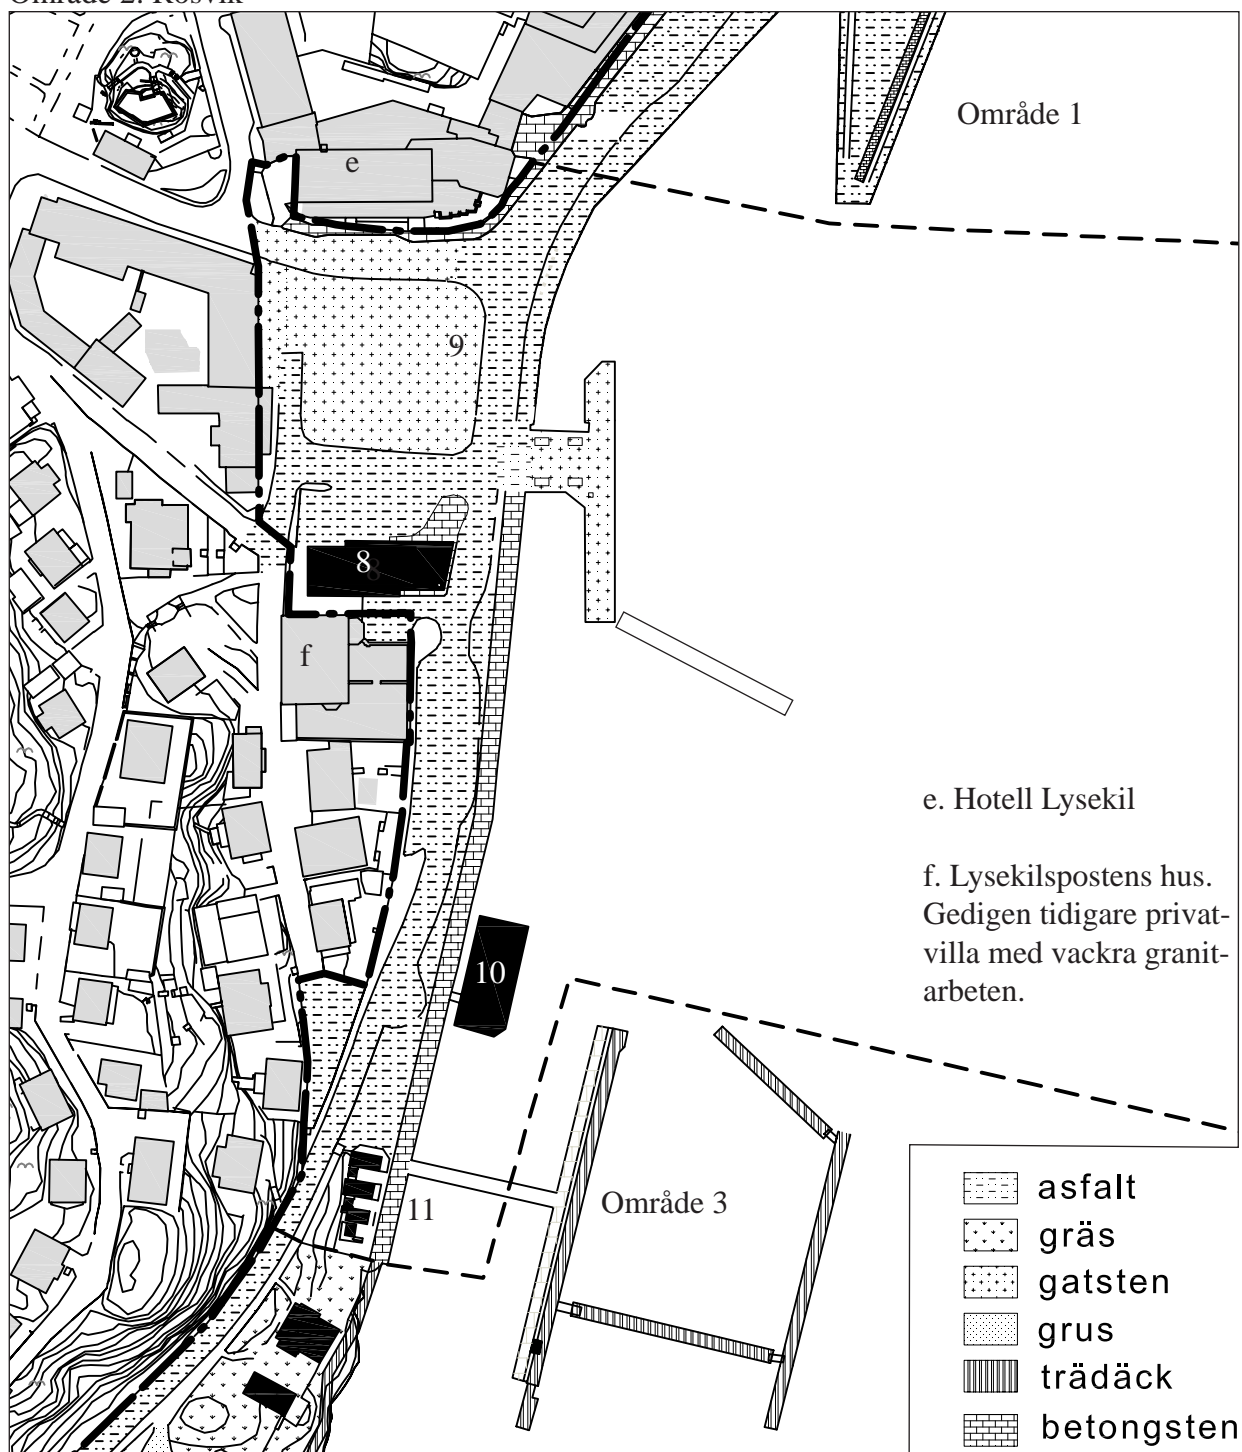 Område 2. Rosvik
Område 1
e
9
8
f
e. Hotell Lysekil
f. Lysekilspostens hus.
Gedigen tidigare privat-
villa med vackra granit-
arbeten.
10
asfalt
Område 3
11
gräs
gatsten
grus
trädäck
betongsten